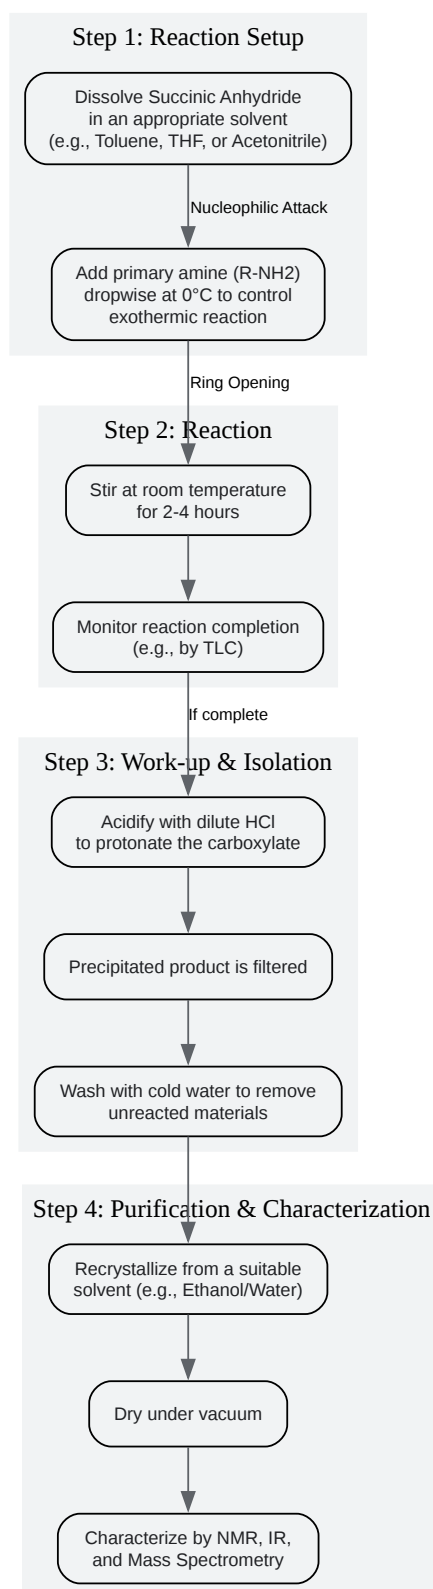 Step 1: Reaction Setup
Dissolve Succinic Anhydride
in an appropriate solvent
(e.g., Toluene, THF, or Acetonitrile)
Nucleophilic Attack
Add primary amine (R-NH2)
dropwise at 0°C to control
exothermic reaction
Ring Opening
Step 2: Reaction
Stir at room temperature
for 2-4 hours
Monitor reaction completion
(e.g., by TLC)
If complete
Step 3: Work-up & Isolation
Acidify with dilute HCl
to protonate the carboxylate
Precipitated product is filtered
Wash with cold water to remove
unreacted materials
Step 4: Purification & Characterization
Recrystallize from a suitable
solvent (e.g., Ethanol/Water)
Dry under vacuum
Characterize by NMR, IR,
and Mass Spectrometry